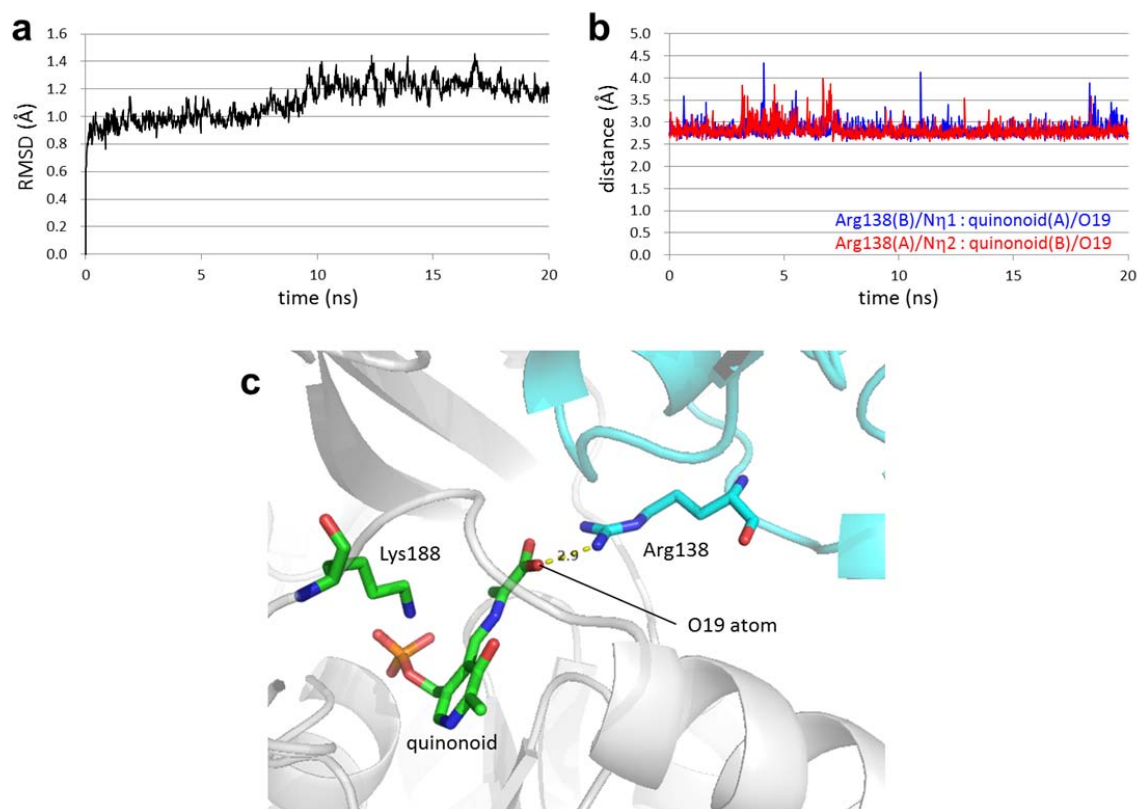 a
RMSD (Å)
1.6
1.4
1.2
1.0
0.8
0.6
0.4
0.2
0.0
0 5 10 15 20
time (ns)
b
distance (Å)
5.0
4.5
4.0
3.5
3.0
2.5
2.0
1.5
1.0
0.5
0.0
Arg138(B)/Nη1 : quinonoid(A)/O19
Arg138(A)/Nη2 : quinonoid(B)/O19
0 5 10 15 20
time (ns)
c
Lys188
2.9
Arg138
O19 atom
quinonoid